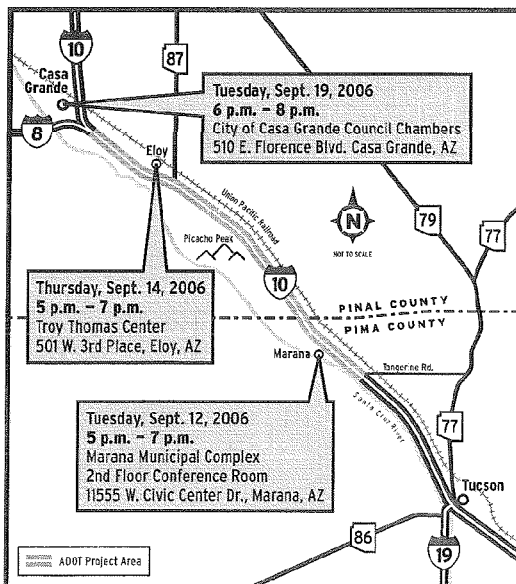 10
87
Casa
Grande
8
Tuesday, Sept. 19, 2006
6 p.m. – 8 p.m.
City of Casa Grande Council Chambers
510 E. Florence Blvd. Casa Grande, AZ
Eloy
Union Pacific Railroad
N
NOT TO SCALE
79
77
Picacho Peak
10
Thursday, Sept. 14, 2006
5 p.m. – 7 p.m.
Troy Thomas Center
501 W. 3rd Place, Eloy, AZ
PINAL COUNTY
PIMA COUNTY
Marana
Tangerine Rd.
Santa Cruz River
Tuesday, Sept. 12, 2006
5 p.m. – 7 p.m.
Marana Municipal Complex
2nd Floor Conference Room
11555 W. Civic Center Dr., Marana, AZ
77
Tucson
86
19
ADOT Project Area